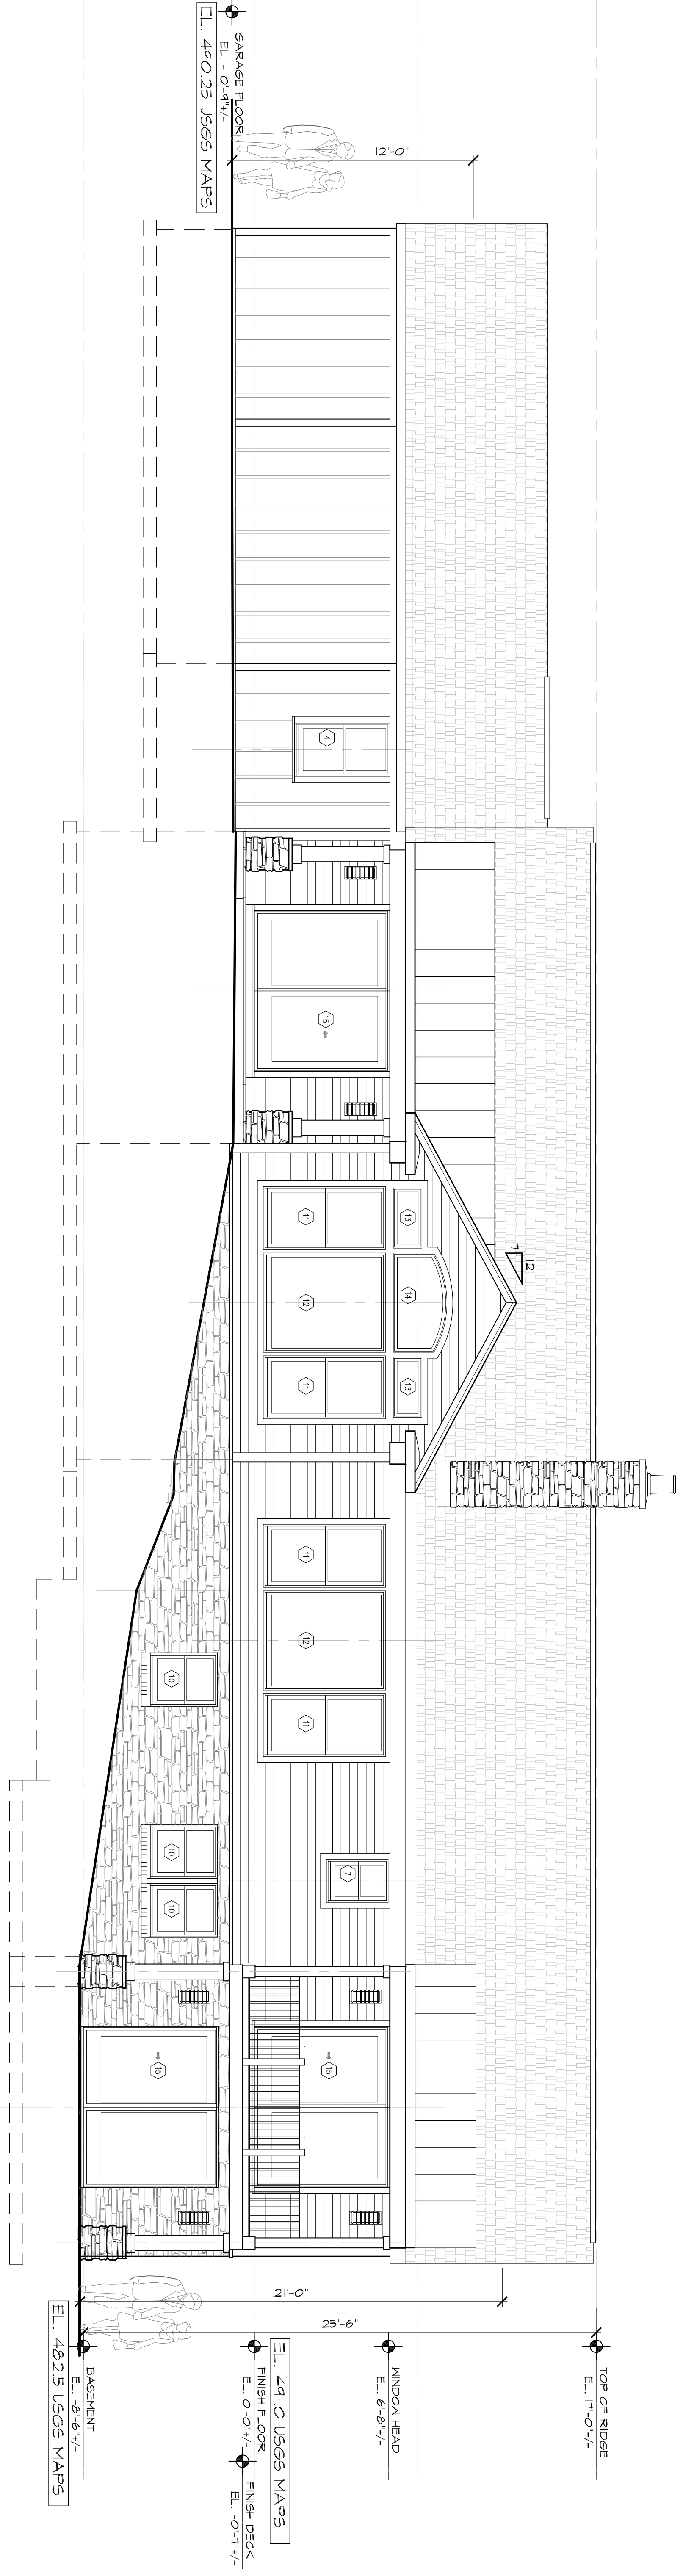 GARAGE FLOOR
EL. - 0'-9"+/-
EL. 490.25 USGS MAPS
12'-0"
4
15
13
14
13
11
12
11
7
12
11
12
11
10
10
10
7
15
15
21'-0"
25'-6"
TOP OF RIDGE
EL. 17'-0"+/-
WINDOW HEAD
EL. 6'-8"+/-
EL. 491.0 USGS MAPS
FINISH FLOOR
EL. 0'-0"+/-
FINISH DECK
EL. -0'-7"+/-
BASEMENT
EL. -8'-6"+/-
EL. 482.5 USGS MAPS